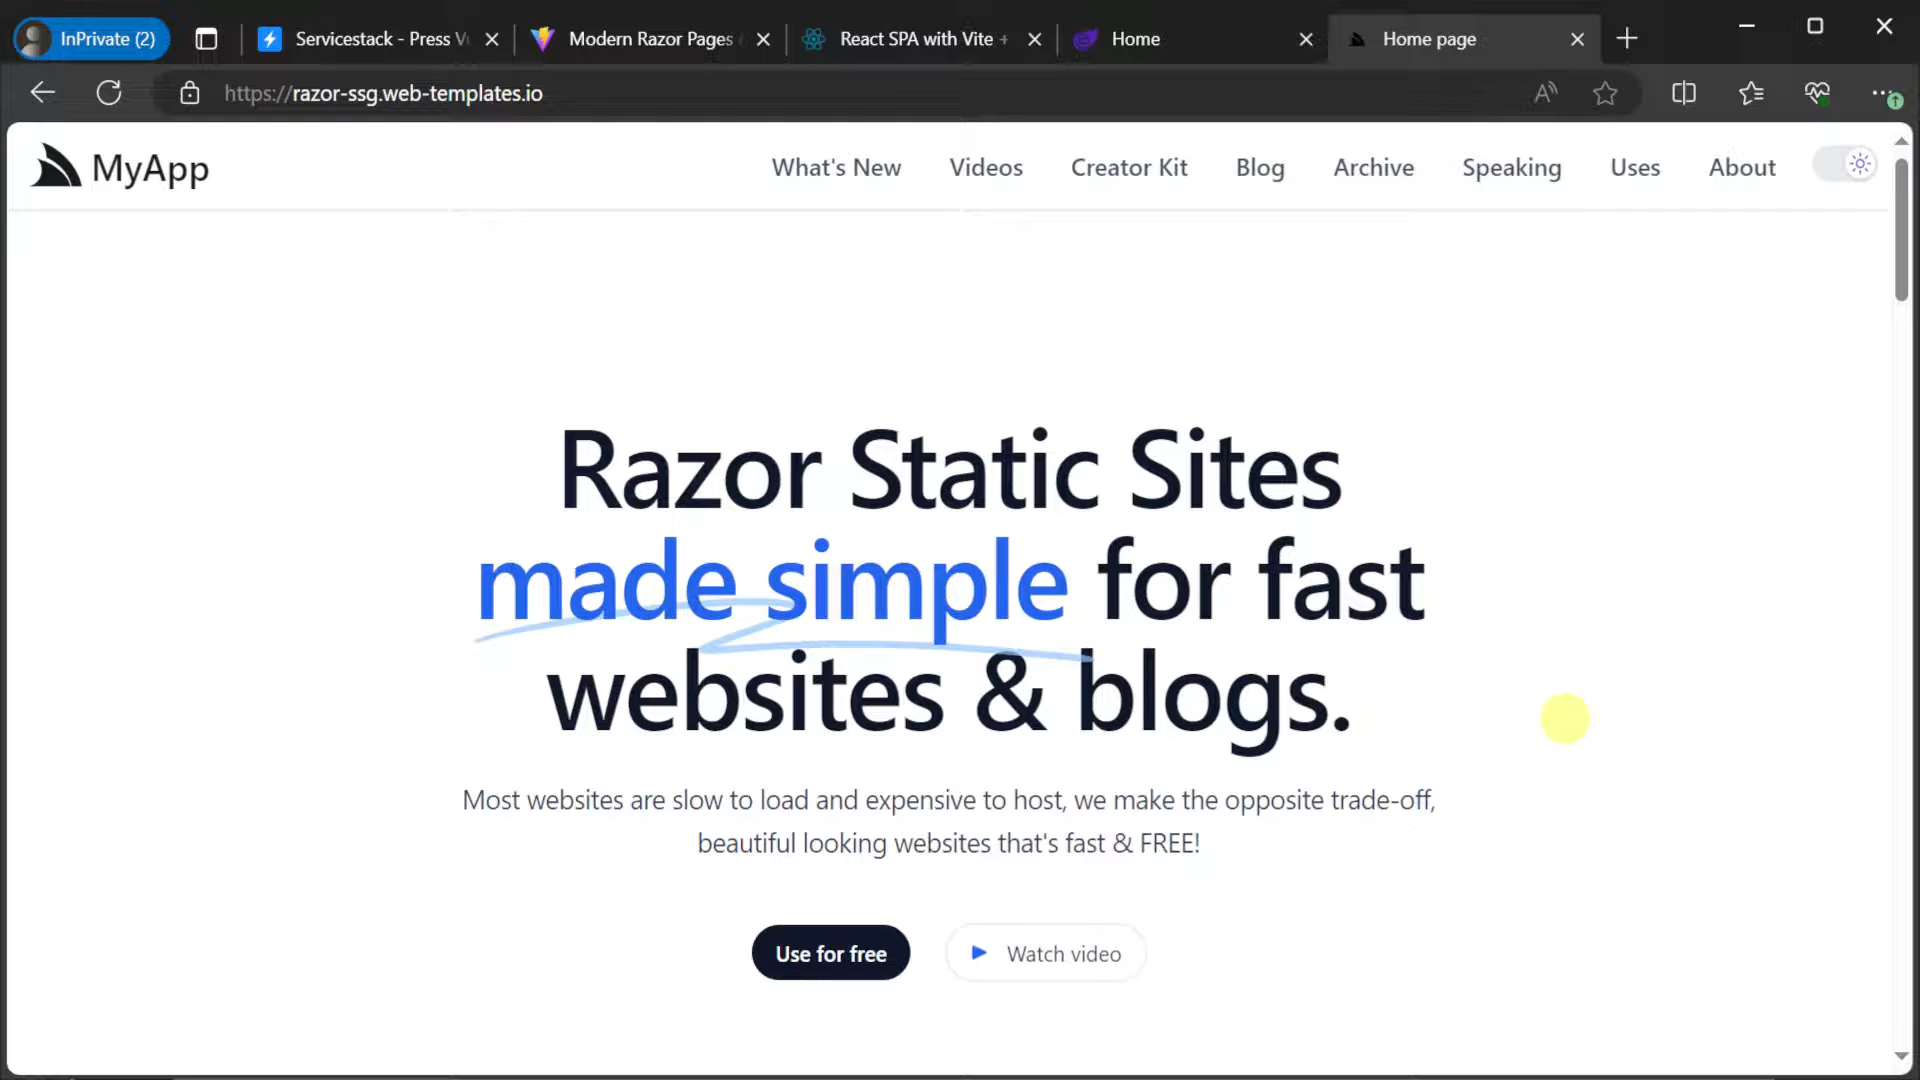 InPrivate (2)
Servicestack - Press V
Modern Razor Pages
React SPA with Vite +
Home
Home page
https://razor-ssg.web-templates.io
MyApp
What's New
Videos
Creator Kit
Blog
Archive
Speaking
Uses
About
Razor Static Sites
made simple for fast
websites & blogs.
Most websites are slow to load and expensive to host, we make the opposite trade-off,
beautiful looking websites that's fast & FREE!
Use for free
Watch video